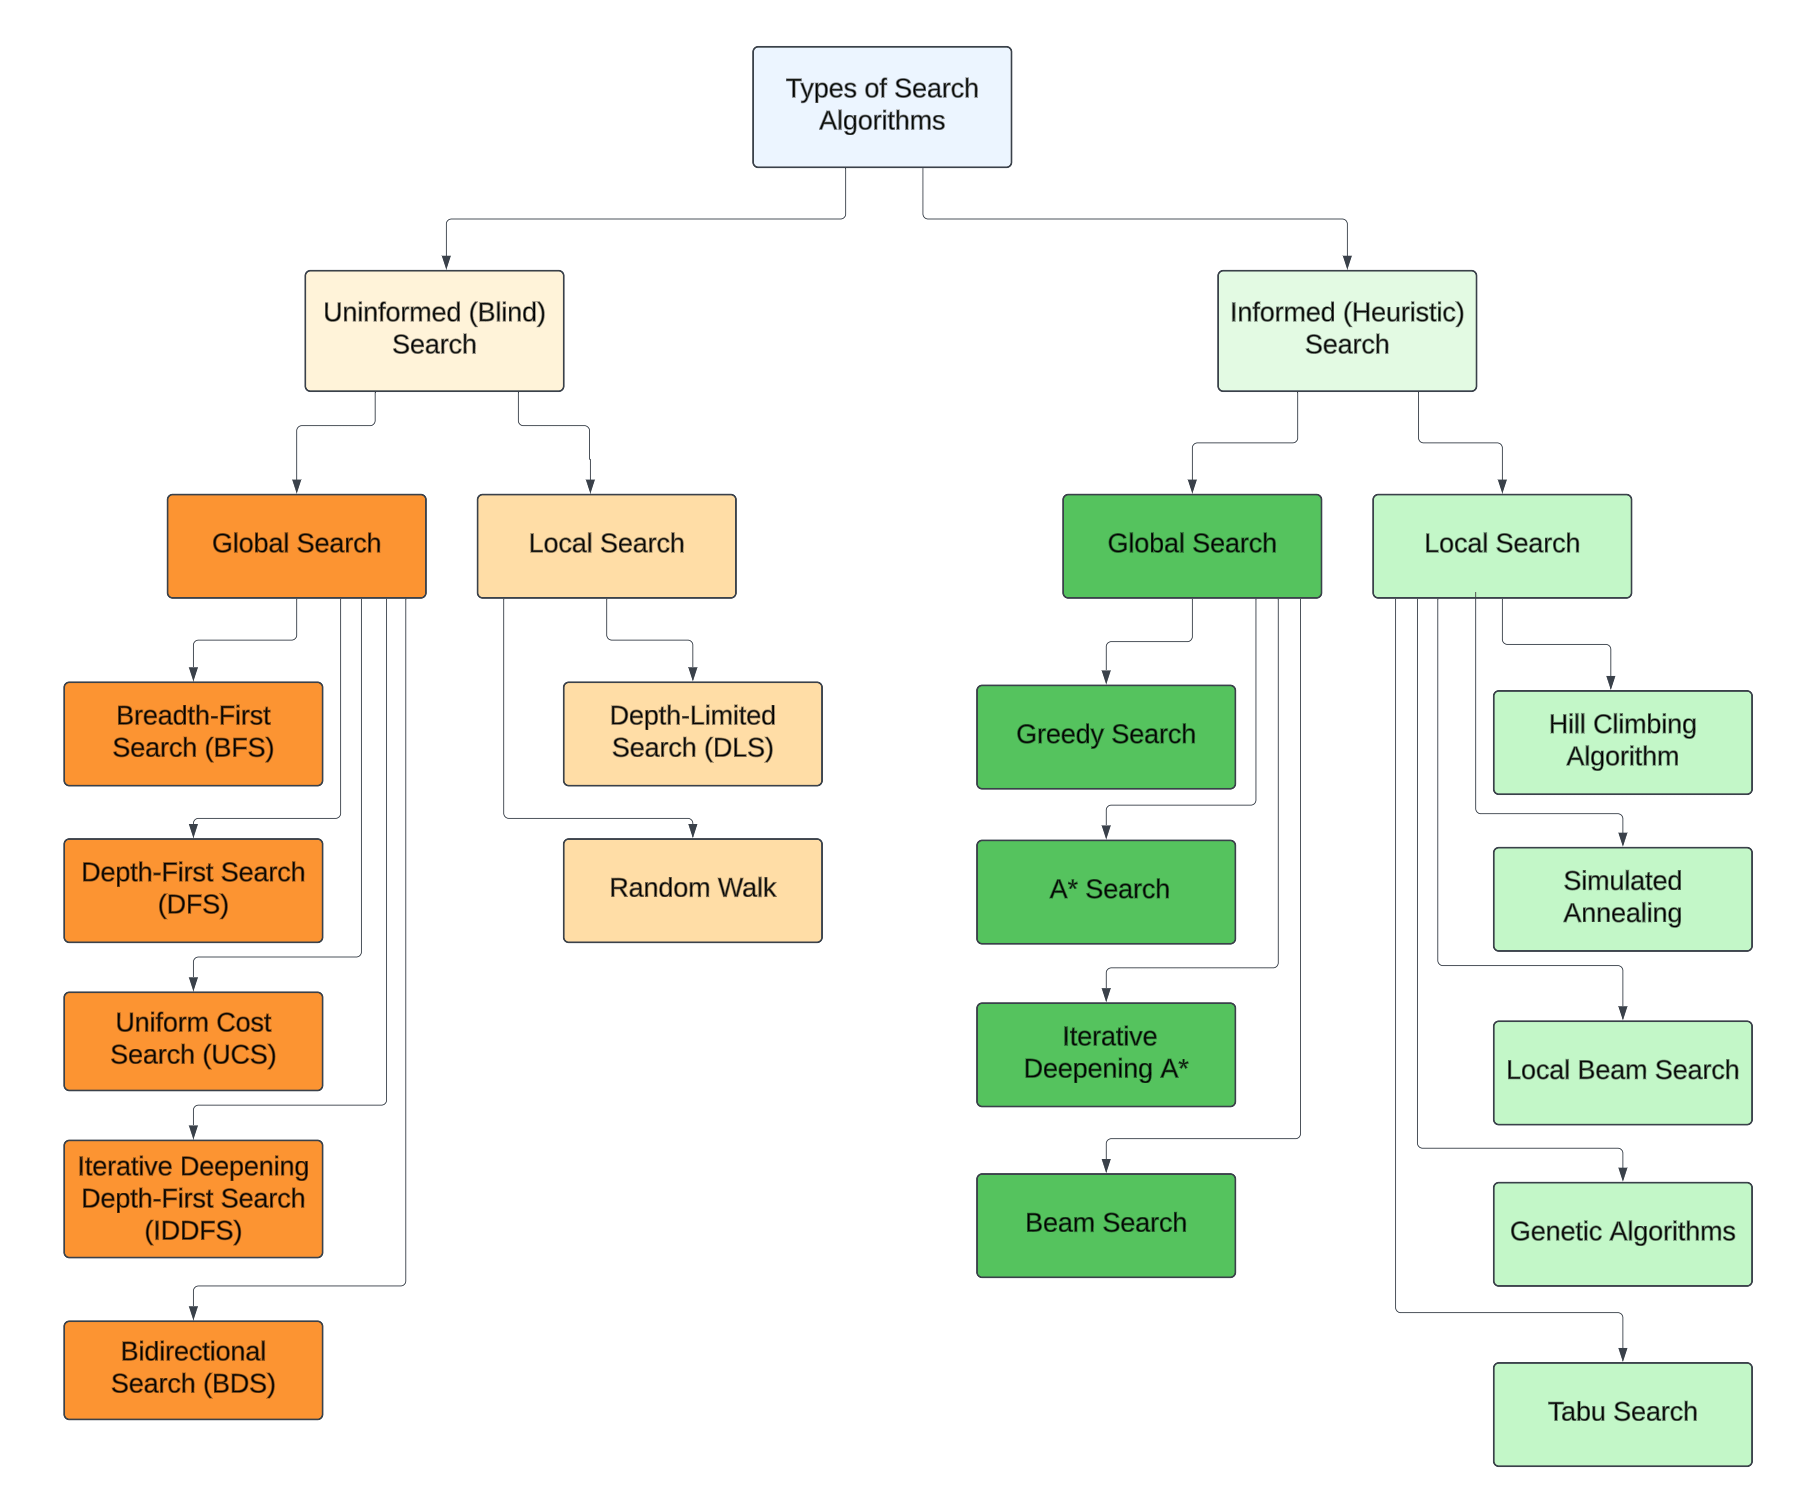 Types of Search
Algorithms
Uninformed (Blind)
Search
Informed (Heuristic)
Search
Global Search
Local Search
Global Search
Local Search
Breadth-First
Search (BFS)
Depth-First Search
(DFS)
Uniform Cost
Search (UCS)
Iterative Deepening
Depth-First Search
(IDDFS)
Bidirectional
Search (BDS)
Depth-Limited
Search (DLS)
Random Walk
Greedy Search
A* Search
Iterative
Deepening A*
Beam Search
Hill Climbing
Algorithm
Simulated
Annealing
Local Beam Search
Genetic Algorithms
Tabu Search